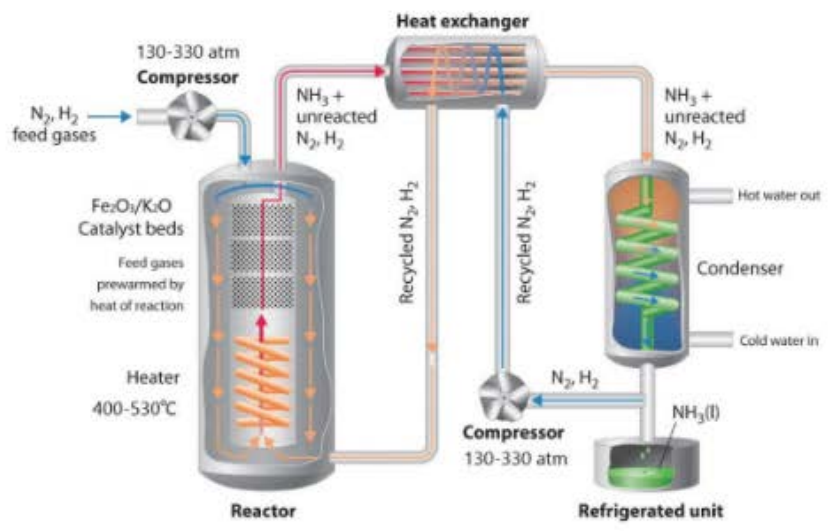 Heat exchanger
130-330 atm
Compressor
N₂, H₂
feed gases
NH₃ +
unreacted
N₂, H₂
NH₃ +
unreacted
N₂, H₂
Fe₂O₃/K₂O
Catalyst beds
Feed gases
prewarmed by
heat of reaction
Heater
400-530°C
Recycled N₂, H₂
Recycled N₂, H₂
Hot water out
Condenser
Cold water in
N₂, H₂
Compressor
130-330 atm
NH₃(l)
Reactor
Refrigerated unit